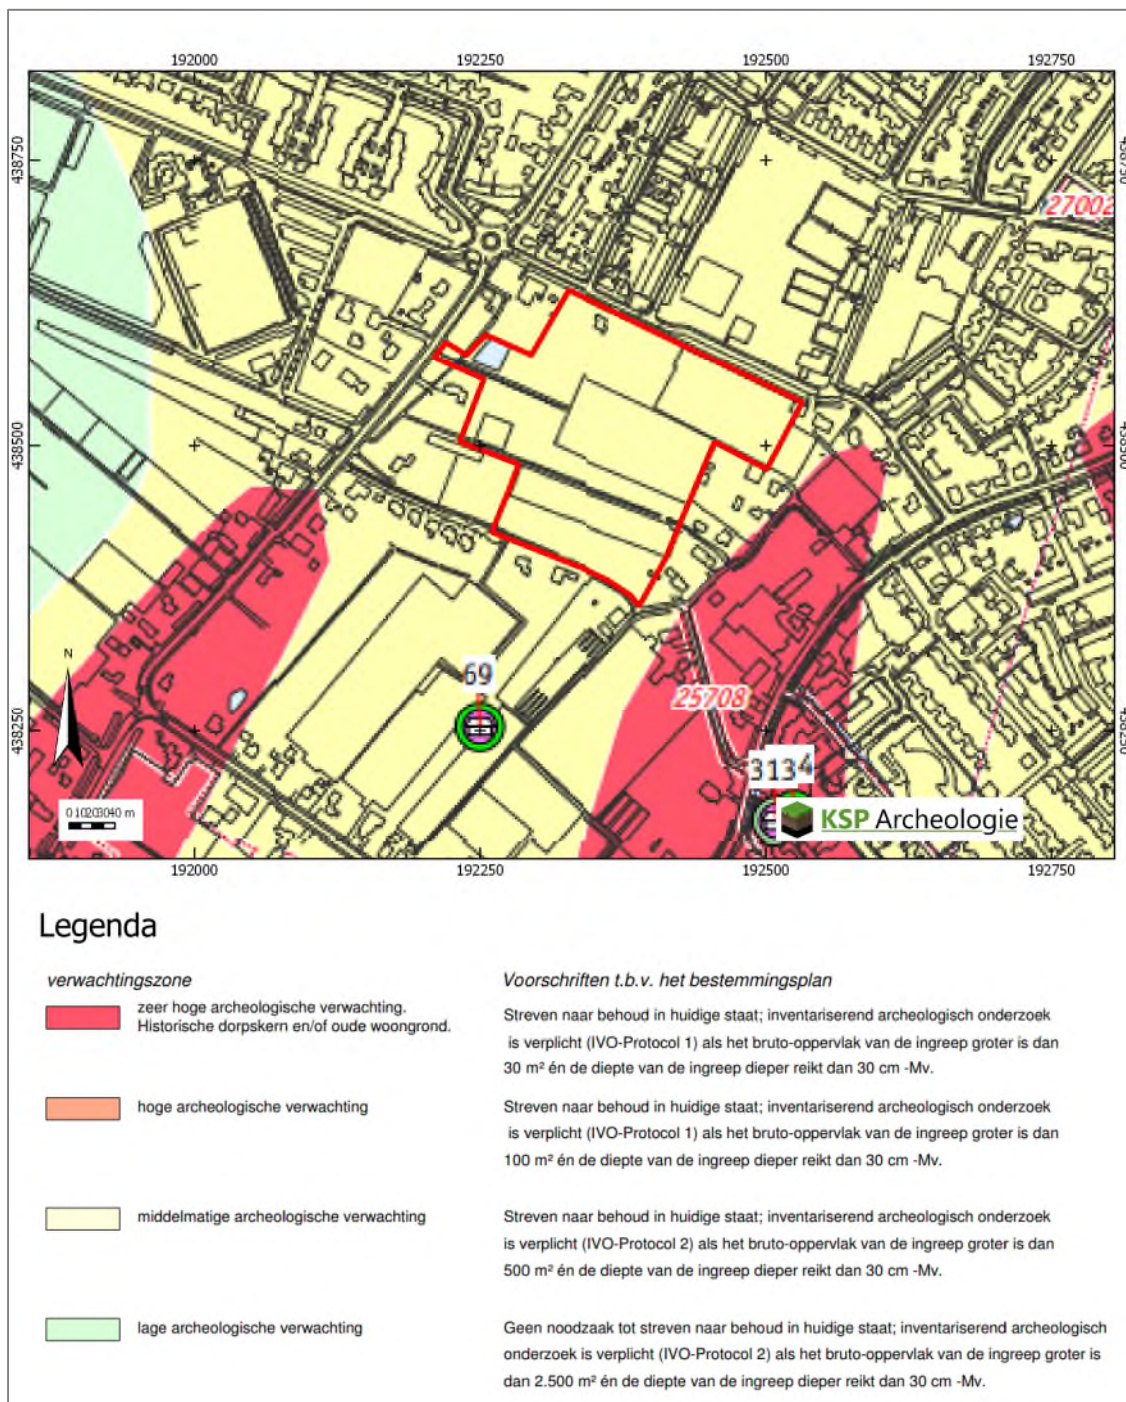 192000 192250 192500 192750
438750 438750
27002
438500 438500
69
25708
438250 438250
3134
N
0 10203040 m
KSP Archeologie
192000 192250 192500 192750
Legenda
verwachtingszone
Voorschriften t.b.v. het bestemmingsplan
zeer hoge archeologische verwachting.
Historische dorpskern en/of oude woongrond.
Streven naar behoud in huidige staat; inventariserend archeologisch onderzoek
is verplicht (IVO-Protocol 1) als het bruto-oppervlak van de ingreep groter is dan
30 m² én de diepte van de ingreep dieper reikt dan 30 cm -Mv.
hoge archeologische verwachting
Streven naar behoud in huidige staat; inventariserend archeologisch onderzoek
is verplicht (IVO-Protocol 1) als het bruto-oppervlak van de ingreep groter is dan
100 m² én de diepte van de ingreep dieper reikt dan 30 cm -Mv.
middelmatige archeologische verwachting
Streven naar behoud in huidige staat; inventariserend archeologisch onderzoek
is verplicht (IVO-Protocol 2) als het bruto-oppervlak van de ingreep groter is dan
500 m² én de diepte van de ingreep dieper reikt dan 30 cm -Mv.
lage archeologische verwachting
Geen noodzaak tot streven naar behoud in huidige staat; inventariserend archeologisch
onderzoek is verplicht (IVO-Protocol 2) als het bruto-oppervlak van de ingreep groter is
dan 2.500 m² én de diepte van de ingreep dieper reikt dan 30 cm -Mv.